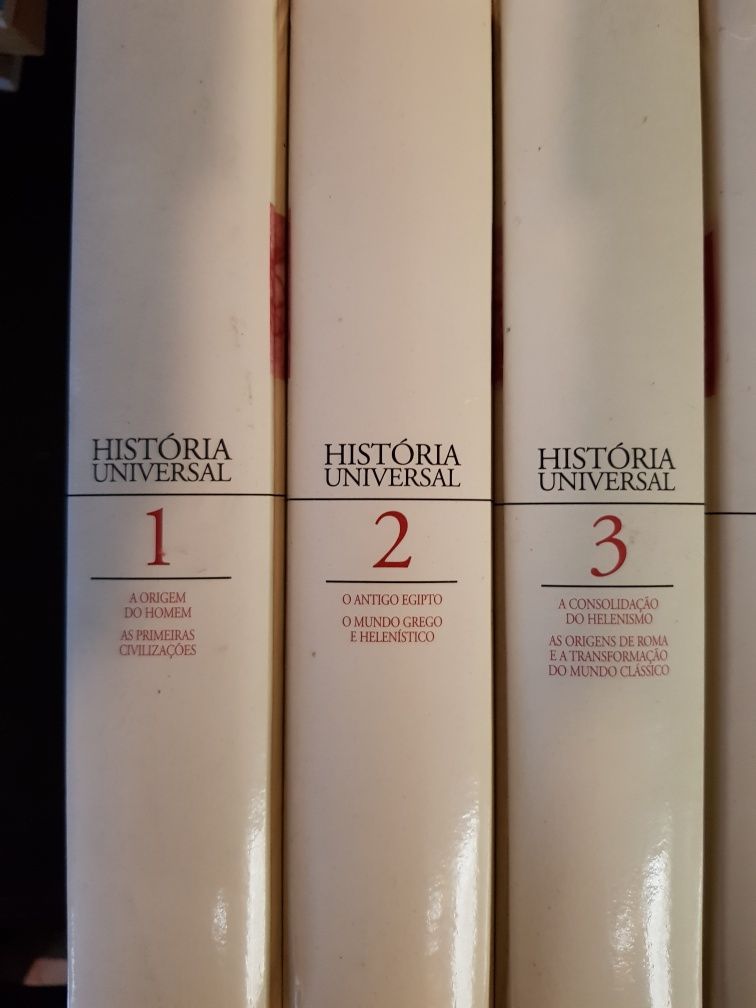 HISTÓRIA
UNIVERSAL
1
A ORIGEM
DO HOMEM
AS PRIMEIRAS
CIVILIZAÇÕES
HISTÓRIA
UNIVERSAL
2
O ANTIGO EGIPTO
O MUNDO GREGO
E HELENÍSTICO
HISTÓRIA
UNIVERSAL
3
A CONSOLIDAÇÃO
DO HELENISMO
AS ORIGENS DE ROMA
E A TRANSFORMAÇÃO
DO MUNDO CLÁSSICO